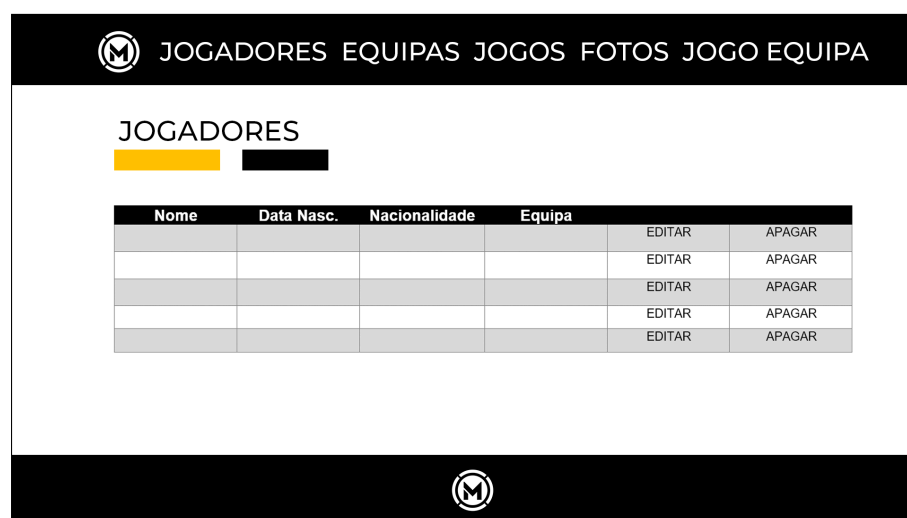 M JOGADORES EQUIPAS JOGOS FOTOS JOGO EQUIPA
JOGADORES
Nome Data Nasc. Nacionalidade Equipa
EDITAR APAGAR
EDITAR APAGAR
EDITAR APAGAR
EDITAR APAGAR
EDITAR APAGAR
M